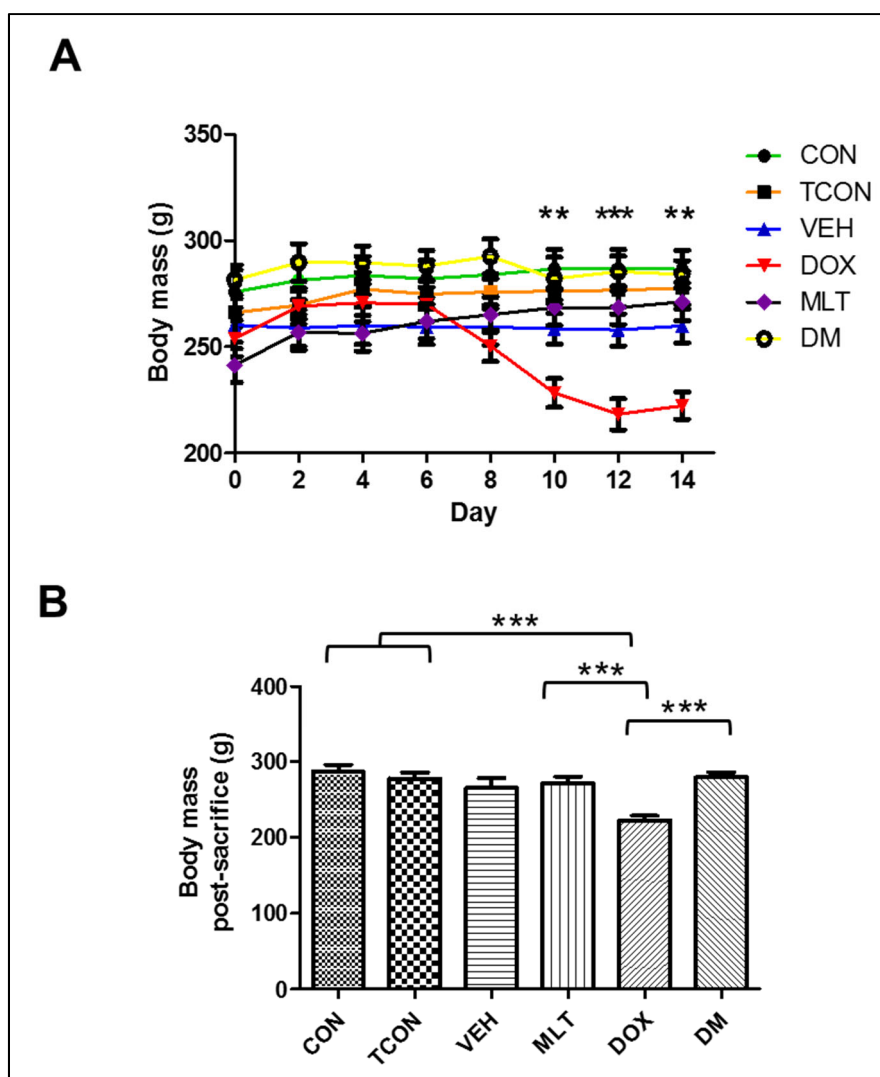 A
350
300
250
200
Body mass (g)
** *** **
0 2 4 6 8 10 12 14
Day
CON
TCON
VEH
DOX
MLT
DM
B
***
***
***
400
300
200
100
0
Body mass
post-sacrifice (g)
CON TCON VEH MLT DOX DM